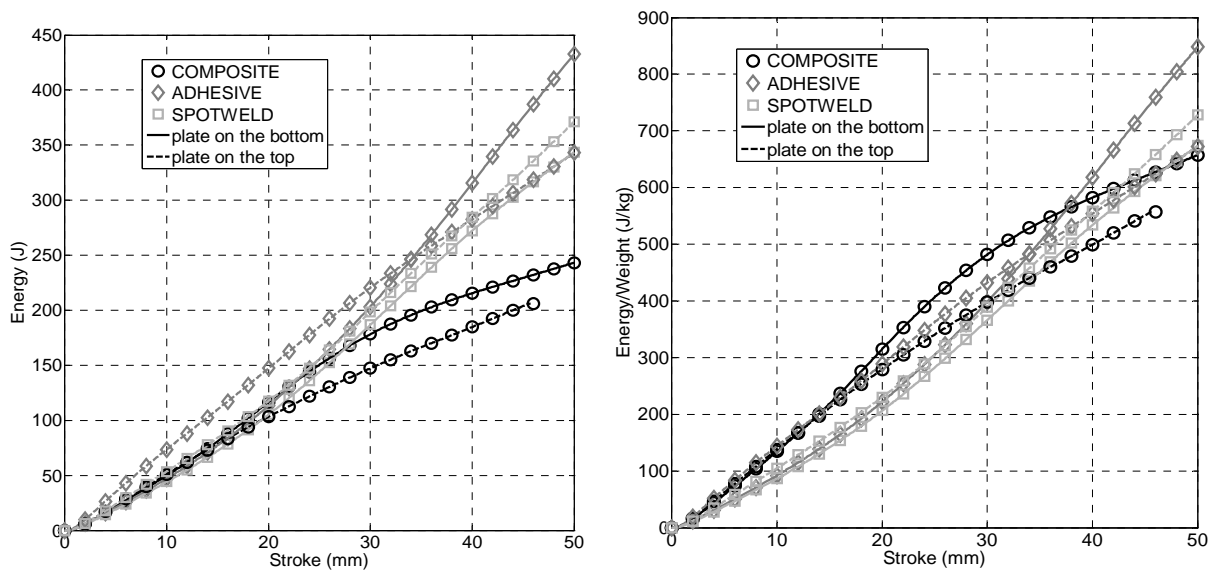 450
400
350
300
250
200
150
100
50
0
Energy (J)
COMPOSITE
ADHESIVE
SPOTWELD
plate on the bottom
plate on the top
0 10 20 30 40 50
Stroke (mm)
900
800
700
600
500
400
300
200
100
0
Energy/Weight (J/kg)
COMPOSITE
ADHESIVE
SPOTWELD
plate on the bottom
plate on the top
0 10 20 30 40 50
Stroke (mm)